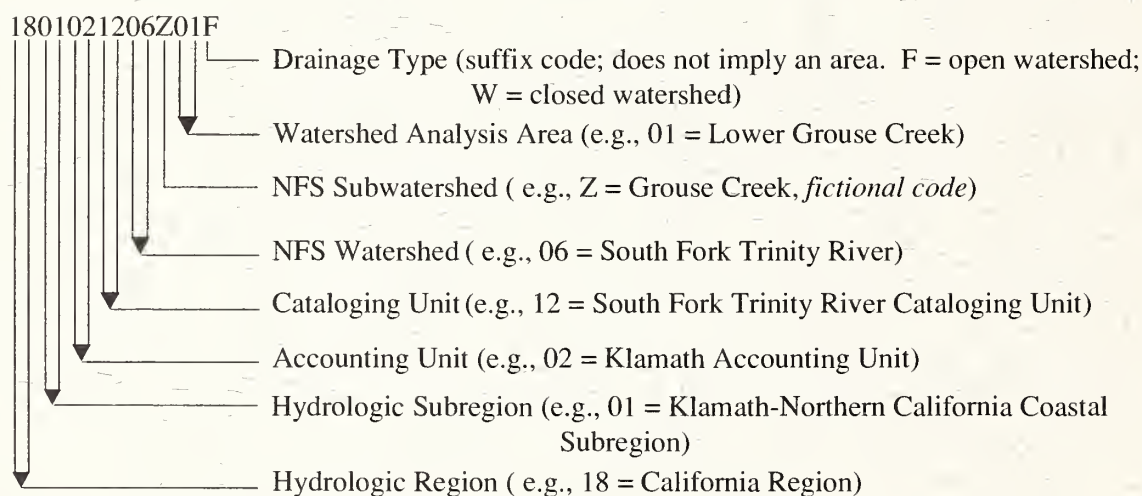 1801021206Z01F
Drainage Type (suffix code; does not imply an area. F = open watershed;
W = closed watershed)
Watershed Analysis Area (e.g., 01 = Lower Grouse Creek)
NFS Subwatershed ( e.g., Z = Grouse Creek, fictional code)
NFS Watershed ( e.g., 06 = South Fork Trinity River)
Cataloging Unit (e.g., 12 = South Fork Trinity River Cataloging Unit)
Accounting Unit (e.g., 02 = Klamath Accounting Unit)
Hydrologic Subregion (e.g., 01 = Klamath-Northern California Coastal
Subregion)
Hydrologic Region ( e.g., 18 = California Region)